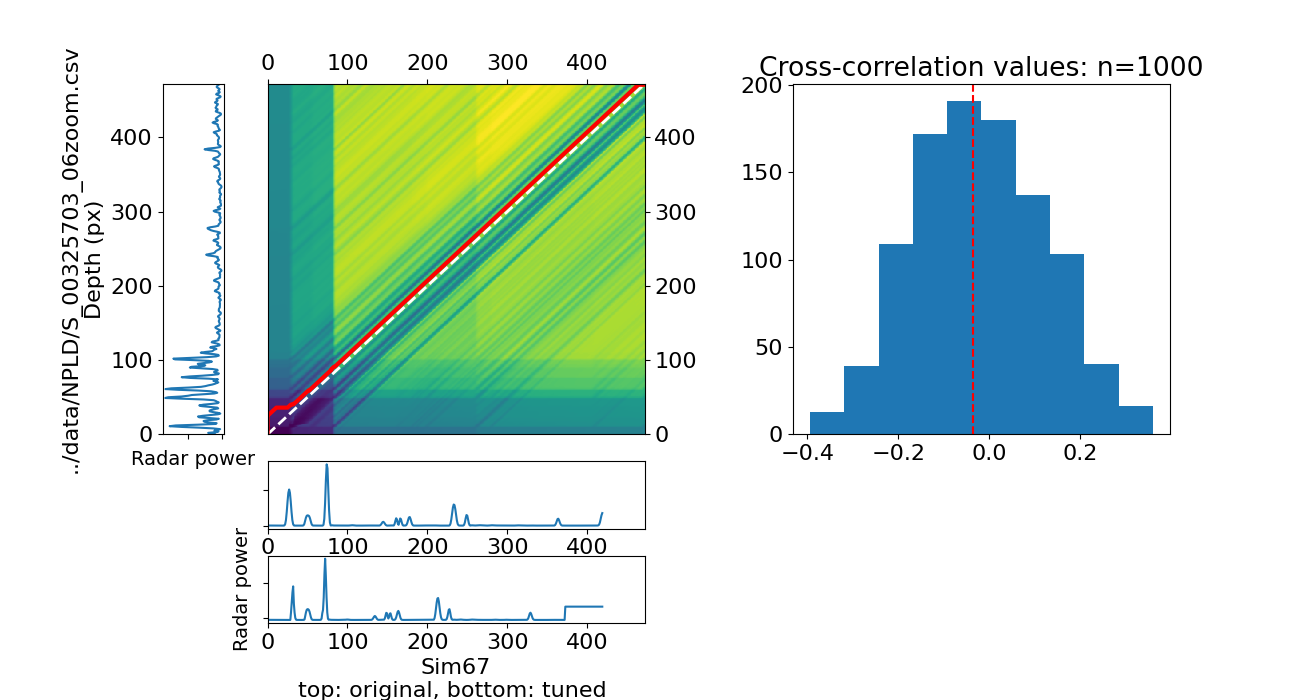 ../data/NPLD/S_00325703_06zoom.csv
Depth (px)
0 100 200 300 400
400
300
200
100
0
Radar power
400
300
200
100
0
0 100 200 300 400
Radar power
0 100 200 300 400
Sim67
top: original, bottom: tuned
Cross-correlation values: n=1000
200
150
100
50
0
−0.4 −0.2 0.0 0.2